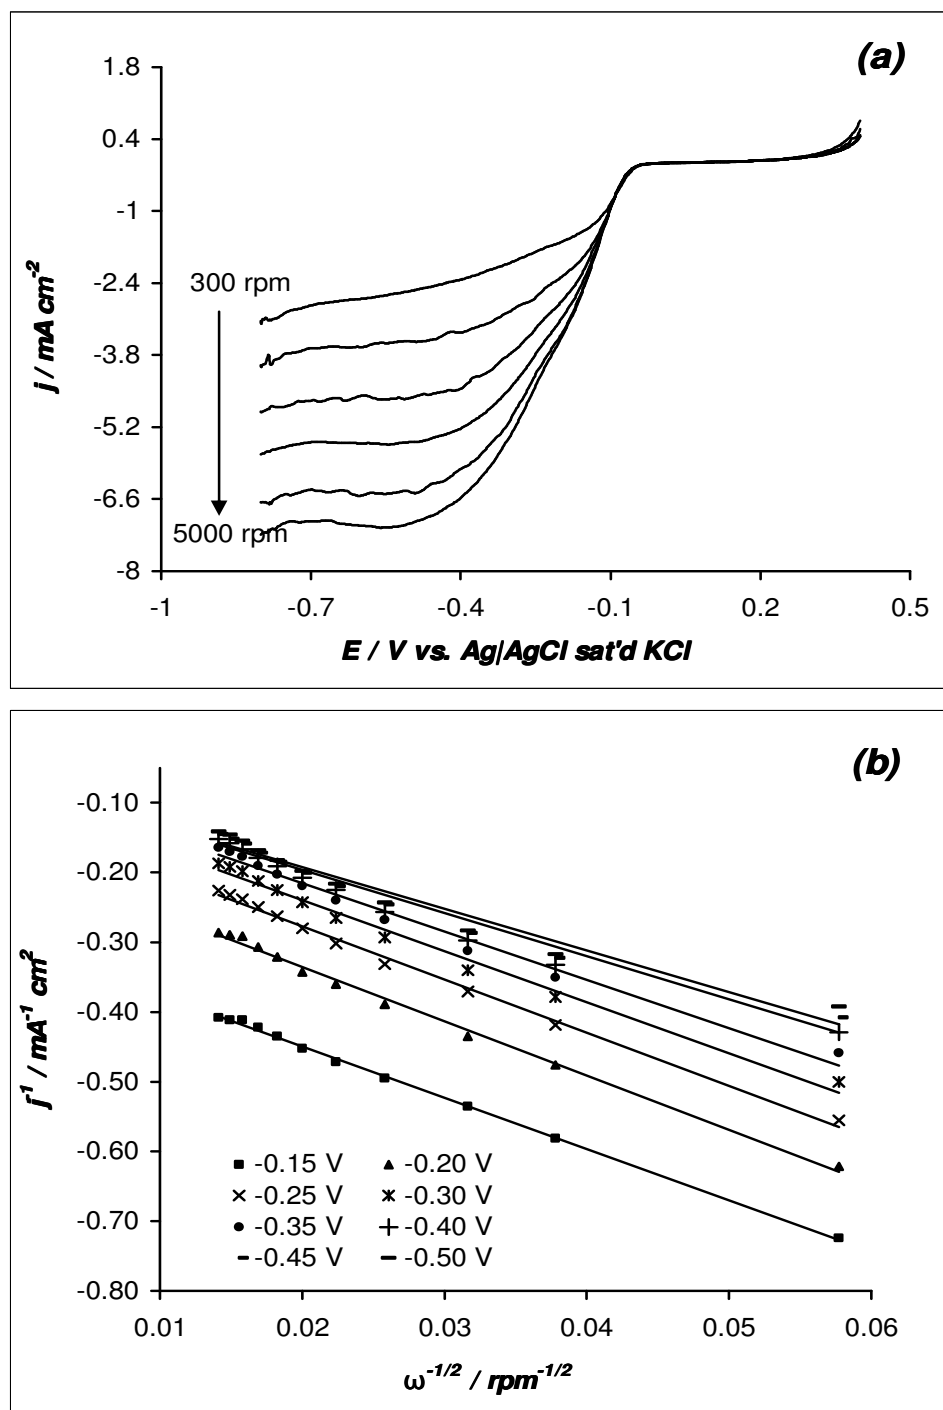 (a)
1.8
0.4
-1
-2.4
-3.8
-5.2
-6.6
-8
300 rpm
5000 rpm
-1 -0.7 -0.4 -0.1 0.2 0.5
j / mA cm-2
E / V vs. Ag|AgCl sat'd KCl
(b)
-0.10
-0.20
-0.30
-0.40
-0.50
-0.60
-0.70
-0.80
j-1 / mA-1 cm2
-0.15 V -0.20 V
-0.25 V -0.30 V
-0.35 V -0.40 V
-0.45 V -0.50 V
0.01 0.02 0.03 0.04 0.05 0.06
ω-1/2 / rpm-1/2